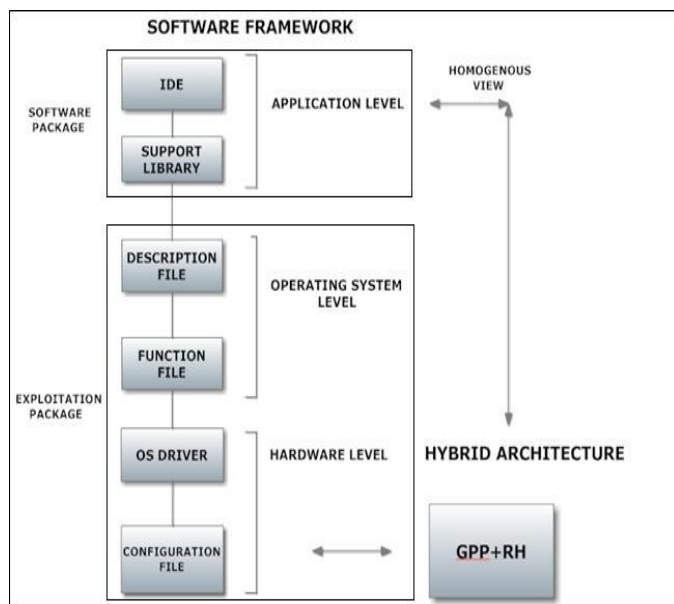 SOFTWARE FRAMEWORK
IDE
SOFTWARE
PACKAGE
APPLICATION LEVEL
HOMOGENOUS
VIEW
SUPPORT
LIBRARY
DESCRIPTION
FILE
OPERATING SYSTEM
LEVEL
FUNCTION
FILE
EXPLOITATION
PACKAGE
OS DRIVER
HARDWARE LEVEL
HYBRID ARCHITECTURE
CONFIGURATION
FILE
GPP+RH